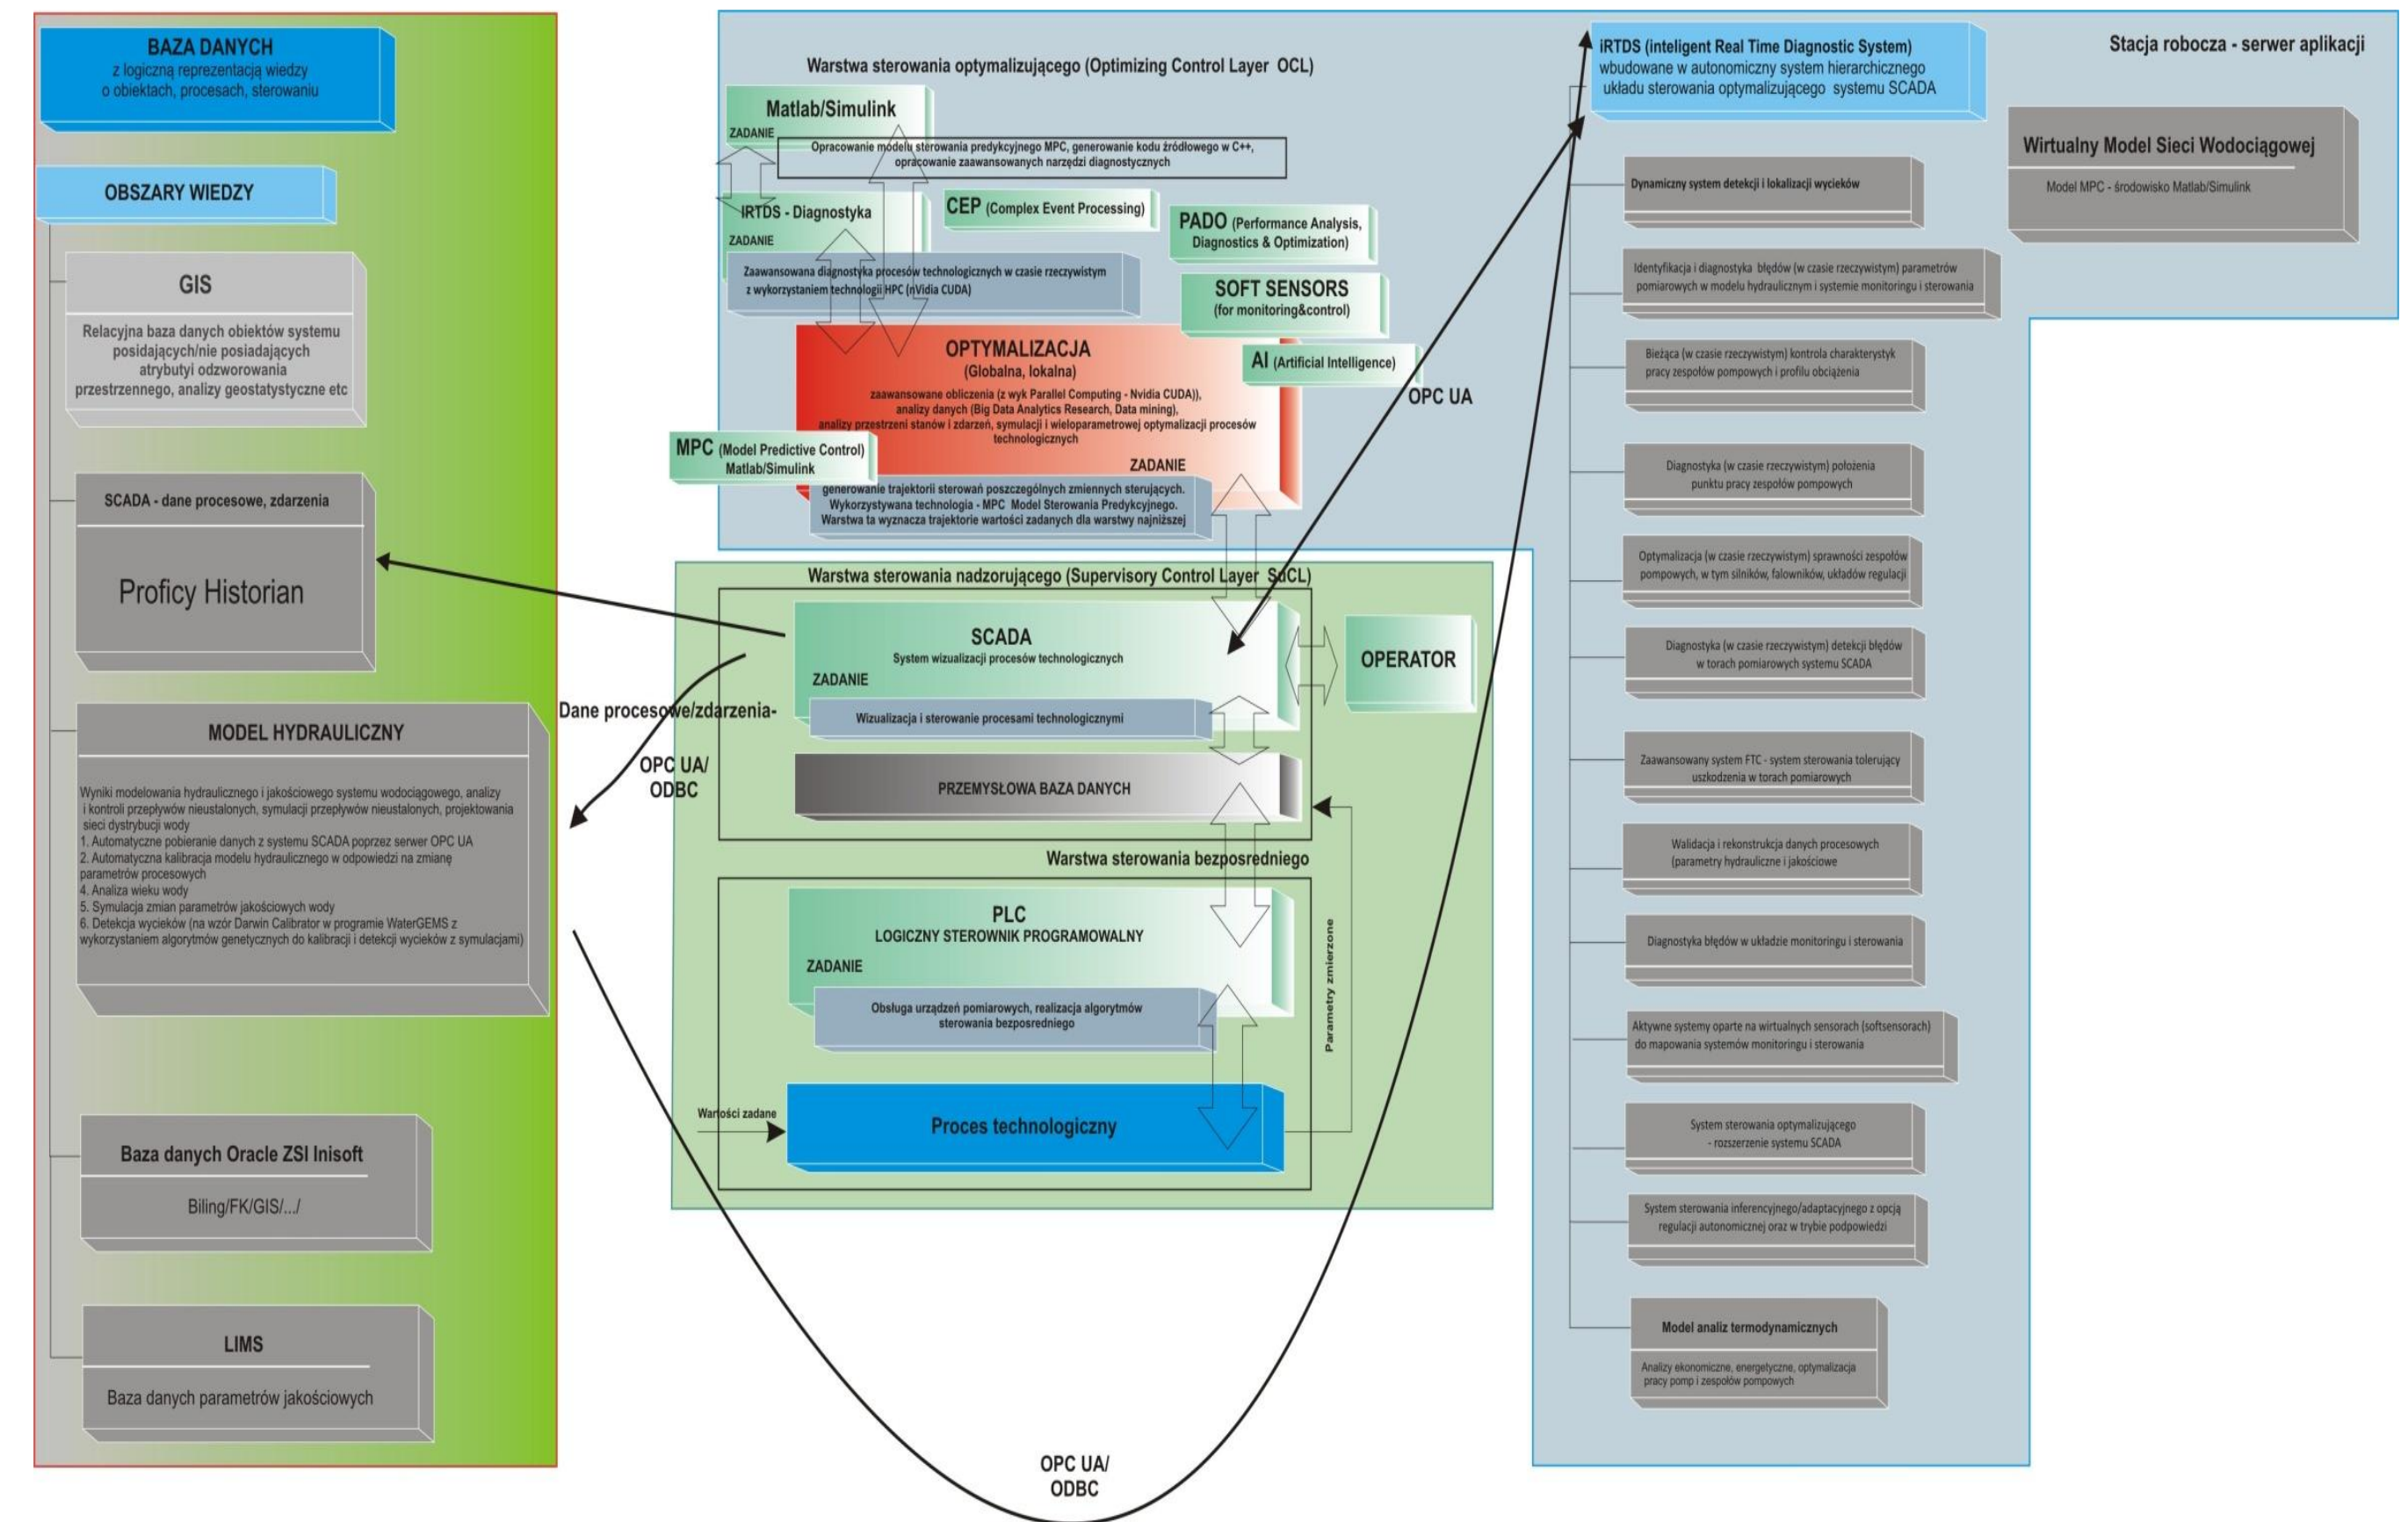 BAZA DANYCH
z logiczną reprezentacją wiedzy
o obiektach, procesach, sterowaniu
OBSZARY WIEDZY
GIS
Relacyjna baza danych obiektów systemu
posidających/nie posiadających
atrybutyi odzworowania
przestrzennego, analizy geostatystyczne etc
SCADA - dane procesowe, zdarzenia
Proficy Historian
MODEL HYDRAULICZNY
Wyniki modelowania hydraulicznego i jakościowego systemu wodociągowego, analizy
i kontroli przepływów nieustalonych, symulacji przepływów nieustalonych, projektowania
sieci dystrybucji wody
1. Automatyczne pobieranie danych z systemu SCADA poprzez serwer OPC UA
2. Automatyczna kalibracja modelu hydraulicznego w odpowiedzi na zmianę
parametrów procesowych
4. Analiza wieku wody
5. Symulacja zmian parametrów jakościowych wody
6. Detekcja wycieków (na wzór Darwin Calibrator w programie WaterGEMS z
wykorzystaniem algorytmów genetycznych do kalibracji i detekcji wycieków z symulacjami)
Baza danych Oracle ZSI Inisoft
Biling/FK/GIS/.../
LIMS
Baza danych parametrów jakościowych
Dane procesowe/zdarzenia-
OPC UA/
ODBC
Warstwa sterowania optymalizującego (Optimizing Control Layer OCL)
Matlab/Simulink
ZADANIE
Opracowanie modelu sterowania predykcyjnego MPC, generowanie kodu źródłowego w C++,
opracowanie zaawansowanych narzędzi diagnostycznych
IRTDS - Diagnostyka
ZADANIE
Zaawansowana diagnostyka procesów technologicznych w czasie rzeczywistym
z wykorzystaniem technologii HPC (nVidia CUDA)
CEP (Complex Event Processing)
PADO (Performance Analysis,
Diagnostics & Optimization)
SOFT SENSORS
(for monitoring&control)
AI (Artificial Intelligence)
OPTYMALIZACJA
(Globalna, lokalna)
zaawansowane obliczenia (z wyk Parallel Computing - Nvidia CUDA)),
analizy danych (Big Data Analytics Research, Data mining),
analizy przestrzeni stanów i zdarzeń, symulacji i wieloparametrowej optymalizacji procesów
technologicznych
ZADANIE
MPC (Model Predictive Control)
Matlab/Simulink
generowanie trajektorii sterowań poszczególnych zmiennych sterujących.
Wykorzystywana technologia - MPC Model Sterowania Predykcyjnego.
Warstwa ta wyznacza trajektorie wartości zadanych dla warstwy najniższej
OPC UA
Warstwa sterowania nadzorującego (Supervisory Control Layer SuCL)
SCADA
System wizualizacji procesów technologicznych
ZADANIE
Wizualizacja i sterowanie procesami technologicznymi
OPERATOR
PRZEMYSŁOWA BAZA DANYCH
Warstwa sterowania bezposredniego
PLC
LOGICZNY STEROWNIK PROGRAMOWALNY
ZADANIE
Obsługa urządzeń pomiarowych, realizacja algorytmów
sterowania bezposredniego
Parametry zmierzone
Wartości zadane
Proces technologiczny
OPC UA/
ODBC
iRTDS (inteligent Real Time Diagnostic System)
wbudowane w autonomiczny system hierarchicznego
układu sterowania optymalizującego systemu SCADA
Stacja robocza - serwer aplikacji
Wirtualny Model Sieci Wodociągowej
Model MPC - środowisko Matlab/Simulink
Dynamiczny system detekcji i lokalizacji wycieków
Identyfikacja i diagnostyka błędów (w czasie rzeczywistym) parametrów
pomiarowych w modelu hydraulicznym i systemie monitoringu i sterowania
Bieżąca (w czasie rzeczywistym) kontrola charakterystyk
pracy zespołów pompowych i profilu obciążenia
Diagnostyka (w czasie rzeczywistym) położenia
punktu pracy zespołów pompowych
Optymalizacja (w czasie rzeczywistym) sprawności zespołów
pompowych, w tym silników, falowników, układów regulacji
Diagnostyka (w czasie rzeczywistym) detekcji błędów
w torach pomiarowych systemu SCADA
Zaawansowany system FTC - system sterowania tolerujący
uszkodzenia w torach pomiarowych
Walidacja i rekonstrukcja danych procesowych
(parametry hydrauliczne i jakościowe
Diagnostyka błędów w układzie monitoringu i sterowania
Aktywne systemy oparte na wirtualnych sensorach (softsensorach)
do mapowania systemów monitoringu i sterowania
System sterowania optymalizującego
- rozszerzenie systemu SCADA
System sterowania inferencyjnego/adaptacyjnego z opcją
regulacji autonomicznej oraz w trybie podpowiedzi
Model analiz termodynamicznych
Analizy ekonomiczne, energetyczne, optymalizacja
pracy pomp i zespołów pompowych